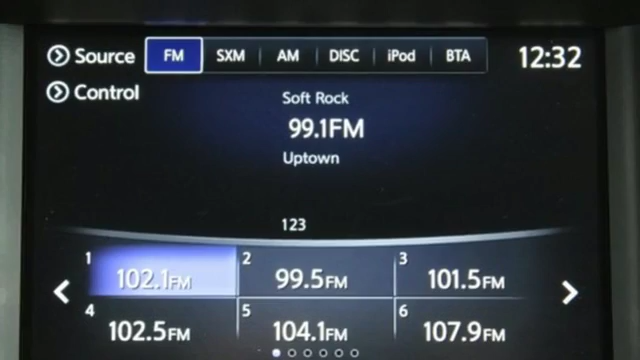 Source FM SXM AM DISC iPod BTA 12:32
Control
Soft Rock
99.1FM
Uptown
123
1 102.1FM 2 99.5FM 3 101.5FM
4 102.5FM 5 104.1FM 6 107.9FM